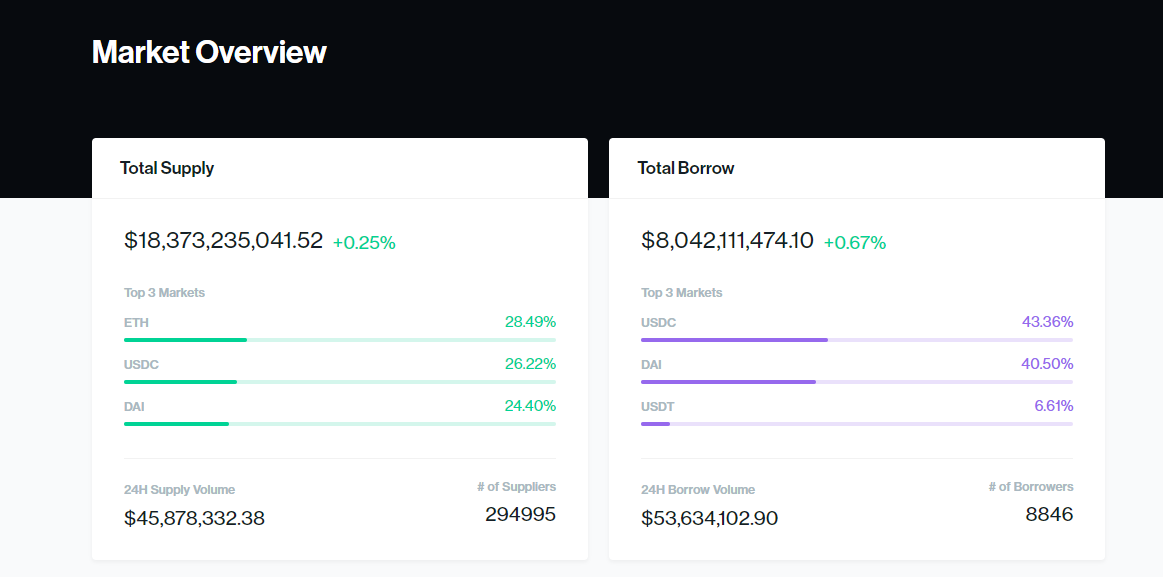 Market Overview
Total Supply
$18,373,235,041.52 +0.25%
Top 3 Markets
ETH 28.49%
USDC 26.22%
DAI 24.40%
24H Supply Volume
$45,878,332.38
# of Suppliers
294995
Total Borrow
$8,042,111,474.10 +0.67%
Top 3 Markets
USDC 43.36%
DAI 40.50%
USDT 6.61%
24H Borrow Volume
$53,634,102.90
# of Borrowers
8846